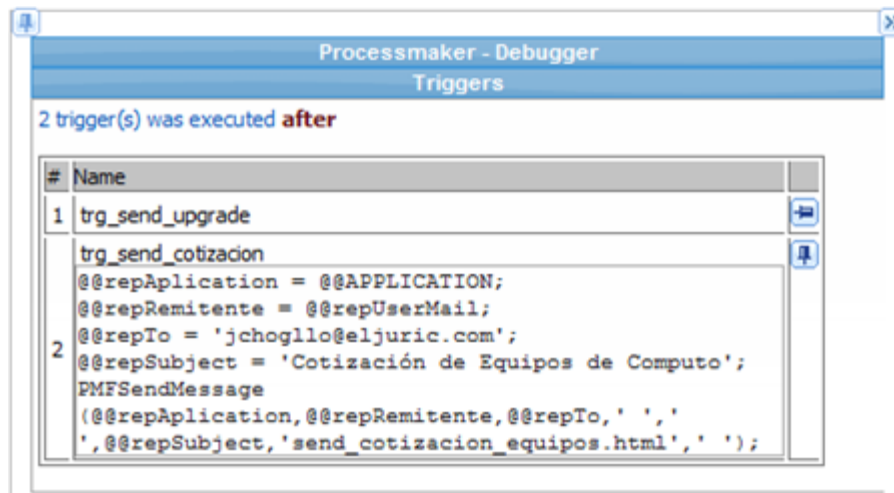 Processmaker - Debugger
Triggers
2 trigger(s) was executed after
# Name
1 trg_send_upgrade
trg_send_cotizacion
@@repAplication = @@APPLICATION;
@@repRemitente = @@repUserMail;
@@repTo = 'jchogllo@eljuric.com';
@@repSubject = 'Cotización de Equipos de Computo';
2
PMFSendMessage
(@@repAplication,@@repRemitente,@@repTo,' ','
',@@repSubject,'send_cotizacion_equipos.html',' ');